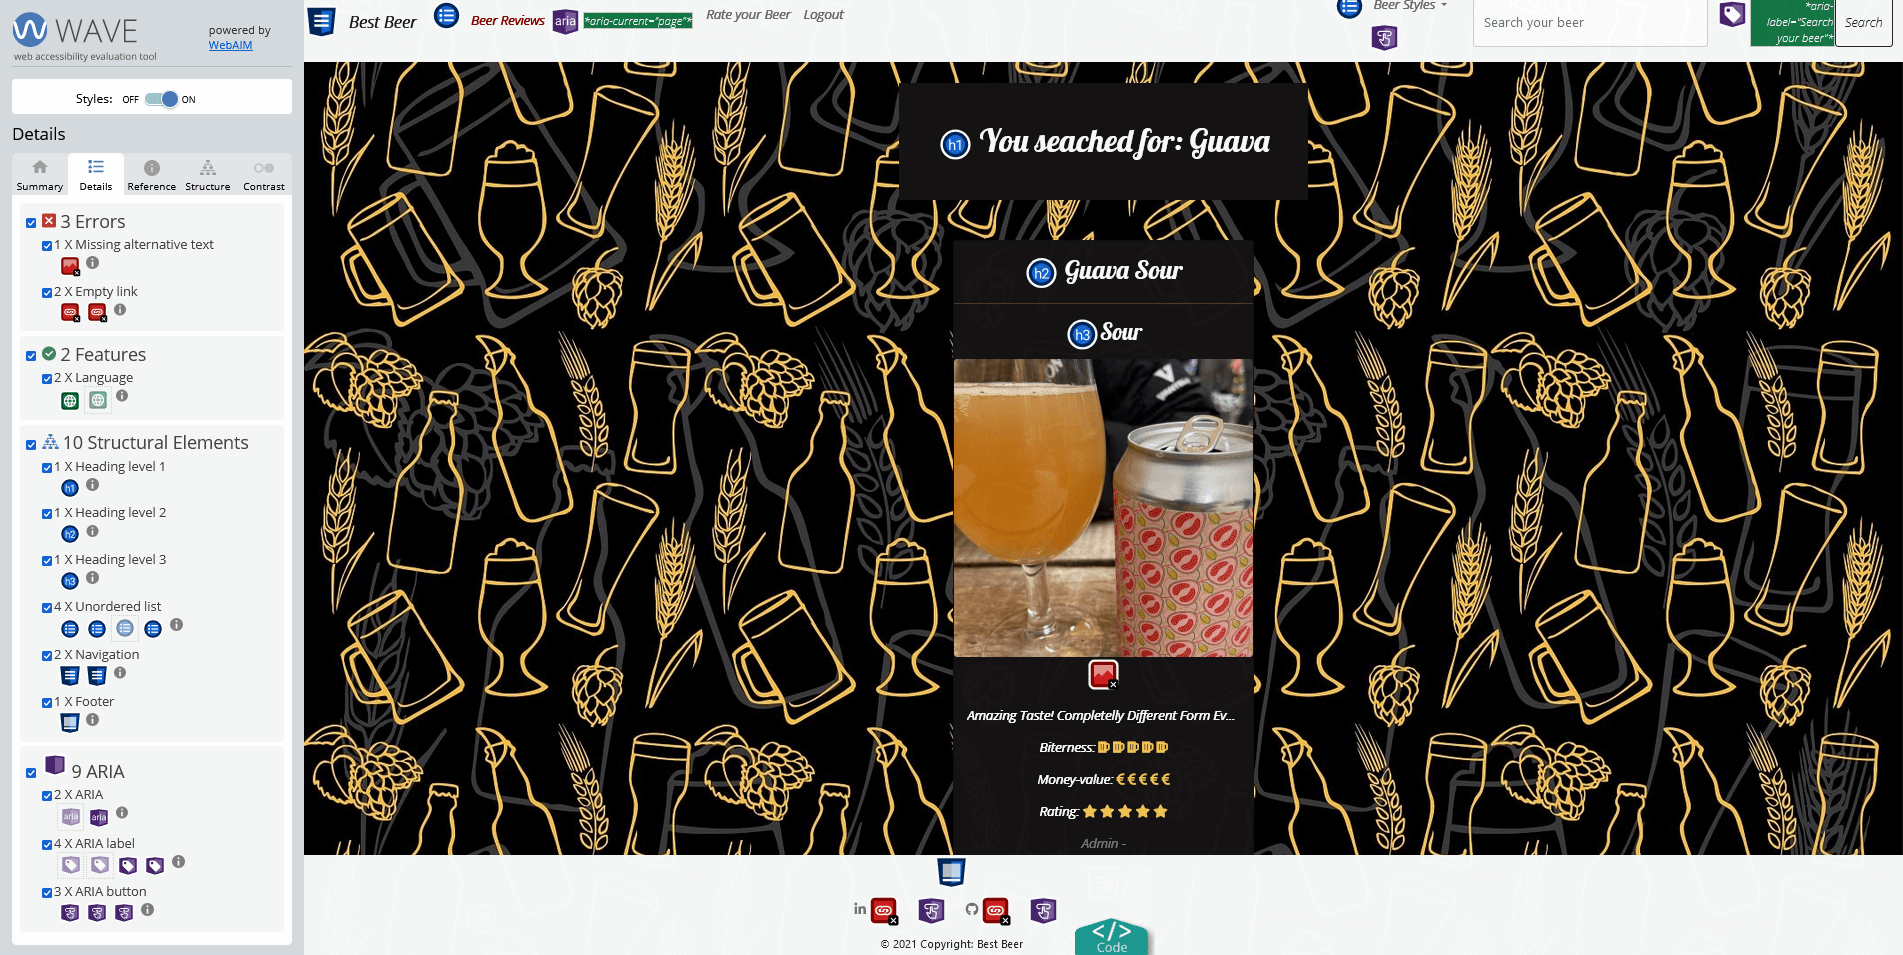 WAVE
web accessibility evaluation tool
powered by
WebAIM
Styles: OFF ON
Details
Summary Details Reference Structure Contrast
3 Errors
1 X Missing alternative text
2 X Empty link
2 Features
2 X Language
10 Structural Elements
1 X Heading level 1
h1
1 X Heading level 2
h2
1 X Heading level 3
h3
4 X Unordered list
2 X Navigation
1 X Footer
9 ARIA
2 X ARIA
aria aria
4 X ARIA label
3 X ARIA button
Best Beer Beer Reviews aria *aria-current="page"* Rate your Beer Logout Beer Styles Search your beer *aria-
label="Search
your beer"* Search
h1 You seached for: Guava
h2 Guava Sour
h3 Sour
Amazing Taste! Completelly Different Form Ev...
Biterness:
Money-value: €€€€€
Rating:
Admin -
in
© 2021 Copyright: Best Beer
</> Code